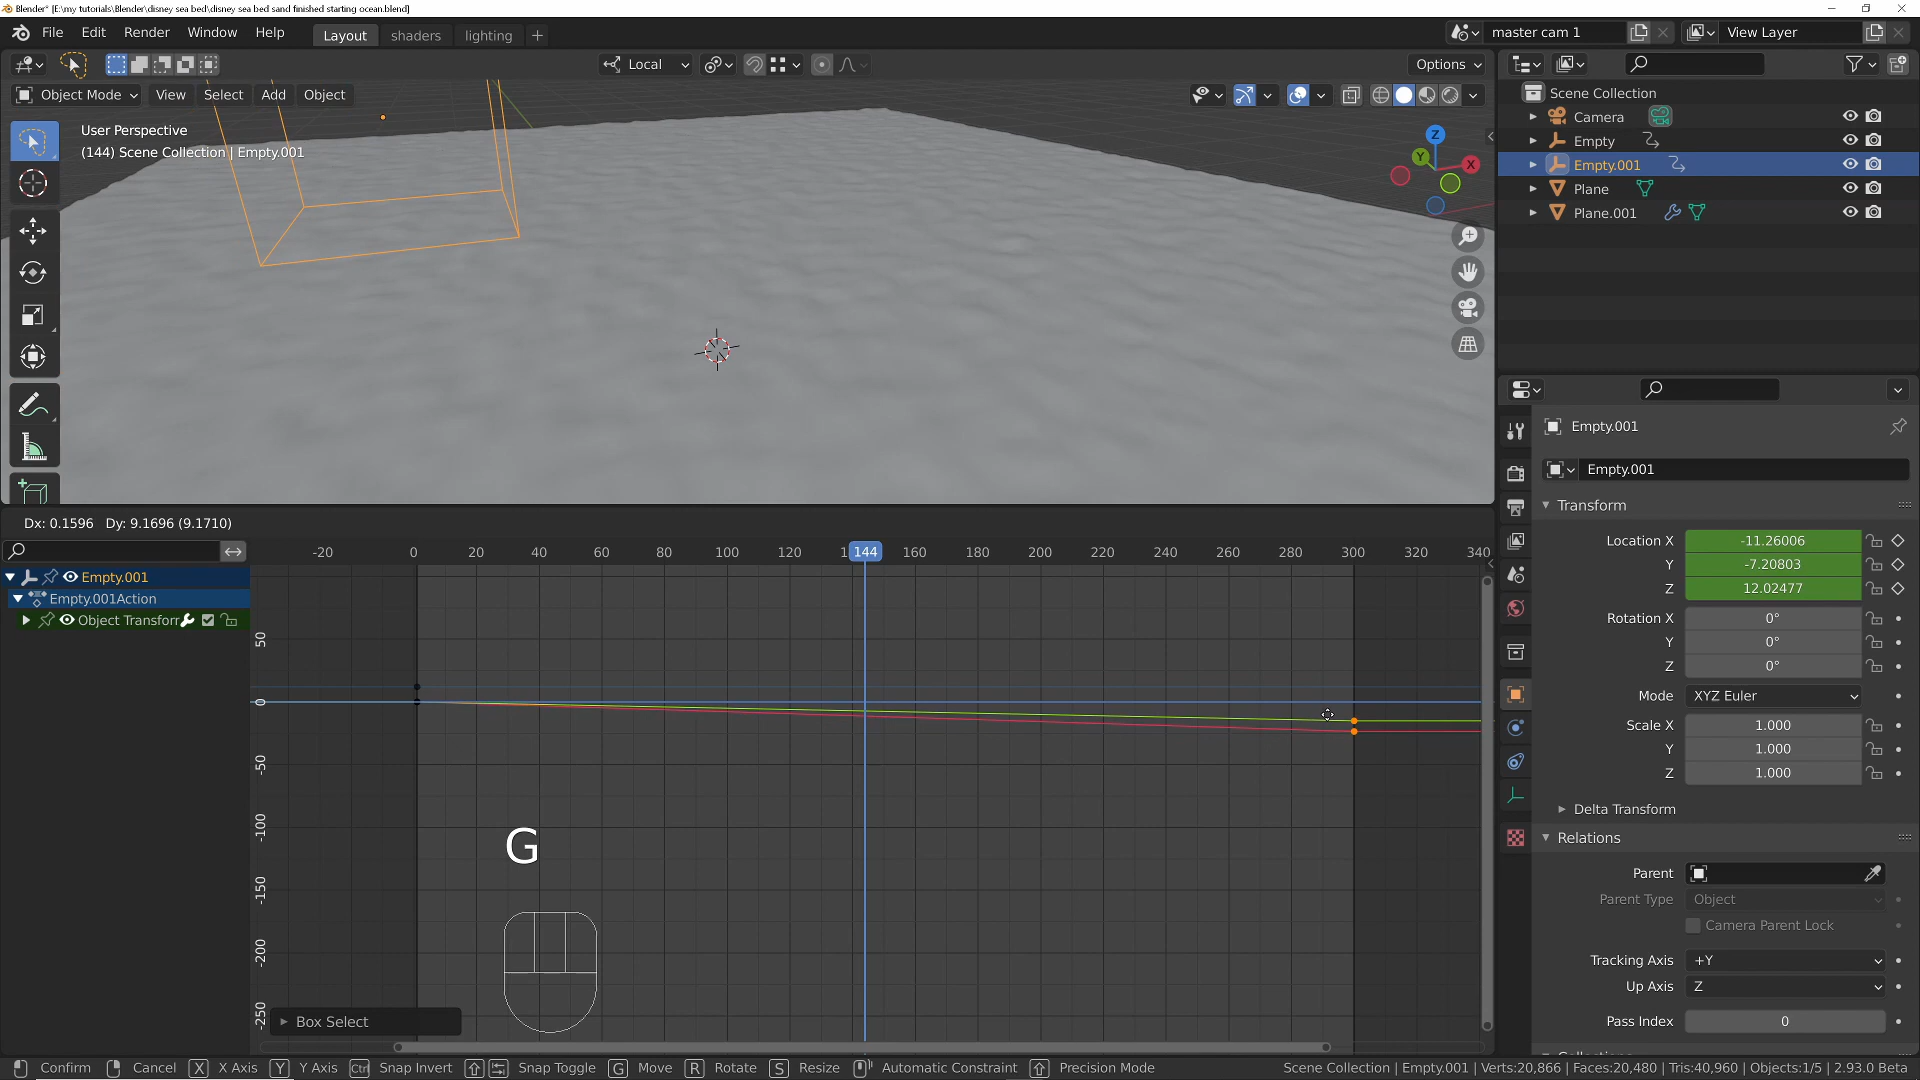 Blender* [E:\my tutorials\Blender\disney sea bed\disney sea bed sand finished starting ocean.blend]
File Edit Render Window Help Layout shaders lighting + master cam 1 View Layer
Local Options
Object Mode View Select Add Object
User Perspective
(144) Scene Collection | Empty.001
Z
Y
X
Scene Collection
Camera
Empty
Empty.001
Plane
Plane.001
Empty.001
Empty.001
Transform
Location X -11.26006
Y -7.20803
Z 12.02477
Rotation X 0°
Y 0°
Z 0°
Mode XYZ Euler
Scale X 1.000
Y 1.000
Z 1.000
Delta Transform
Relations
Parent
Parent Type Object
Camera Parent Lock
Tracking Axis +Y
Up Axis Z
Pass Index 0
Dx: 0.1596 Dy: 9.1696 (9.1710)
-20 0 20 40 60 80 100 120 144 160 180 200 220 240 260 280 300 320 340
Empty.001
Empty.001Action
Object Transforr
50
0
-50
-100
-150
-200
-250
G
Box Select
Confirm Cancel X X Axis Y Y Axis Ctrl Snap Invert Snap Toggle G Move R Rotate S Resize Automatic Constraint Precision Mode Scene Collection | Empty.001 | Verts:20,866 | Faces:20,480 | Tris:40,960 | Objects:1/5 | 2.93.0 Beta